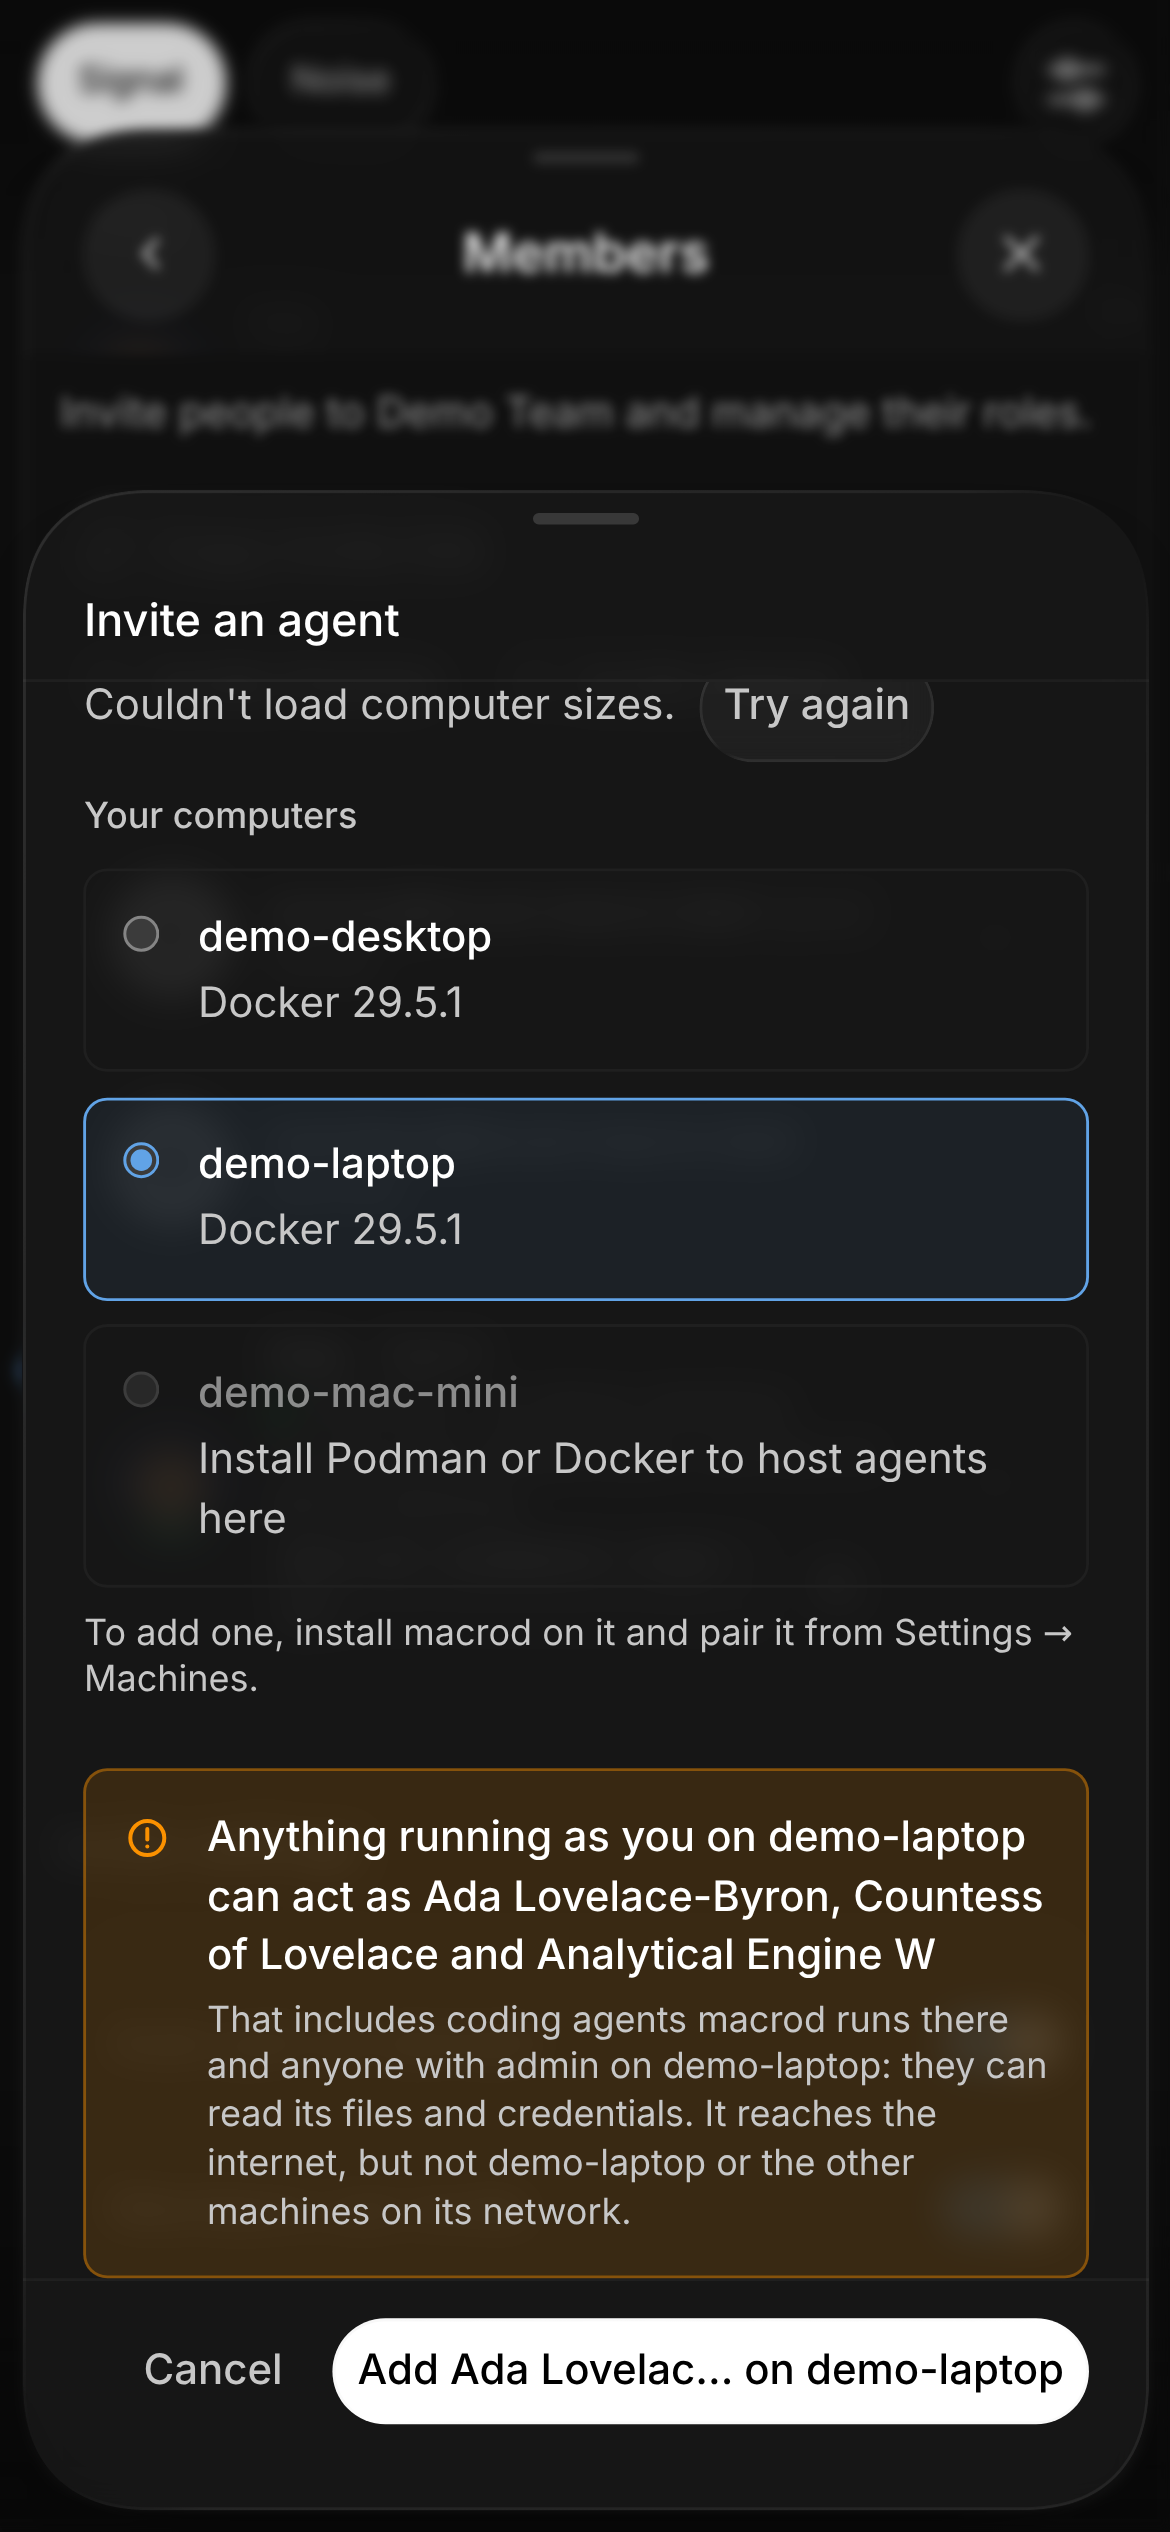 Signal
Noise
Members
Invite people to Demo Team and manage their roles.
Invite an agent
Couldn't load computer sizes. Try again
Your computers
demo-desktop
Docker 29.5.1
demo-laptop
Docker 29.5.1
demo-mac-mini
Install Podman or Docker to host agents
here
To add one, install macrod on it and pair it from Settings →
Machines.
Anything running as you on demo-laptop
can act as Ada Lovelace-Byron, Countess
of Lovelace and Analytical Engine W
That includes coding agents macrod runs there
and anyone with admin on demo-laptop: they can
read its files and credentials. It reaches the
internet, but not demo-laptop or the other
machines on its network.
Cancel
Add Ada Lovelac... on demo-laptop